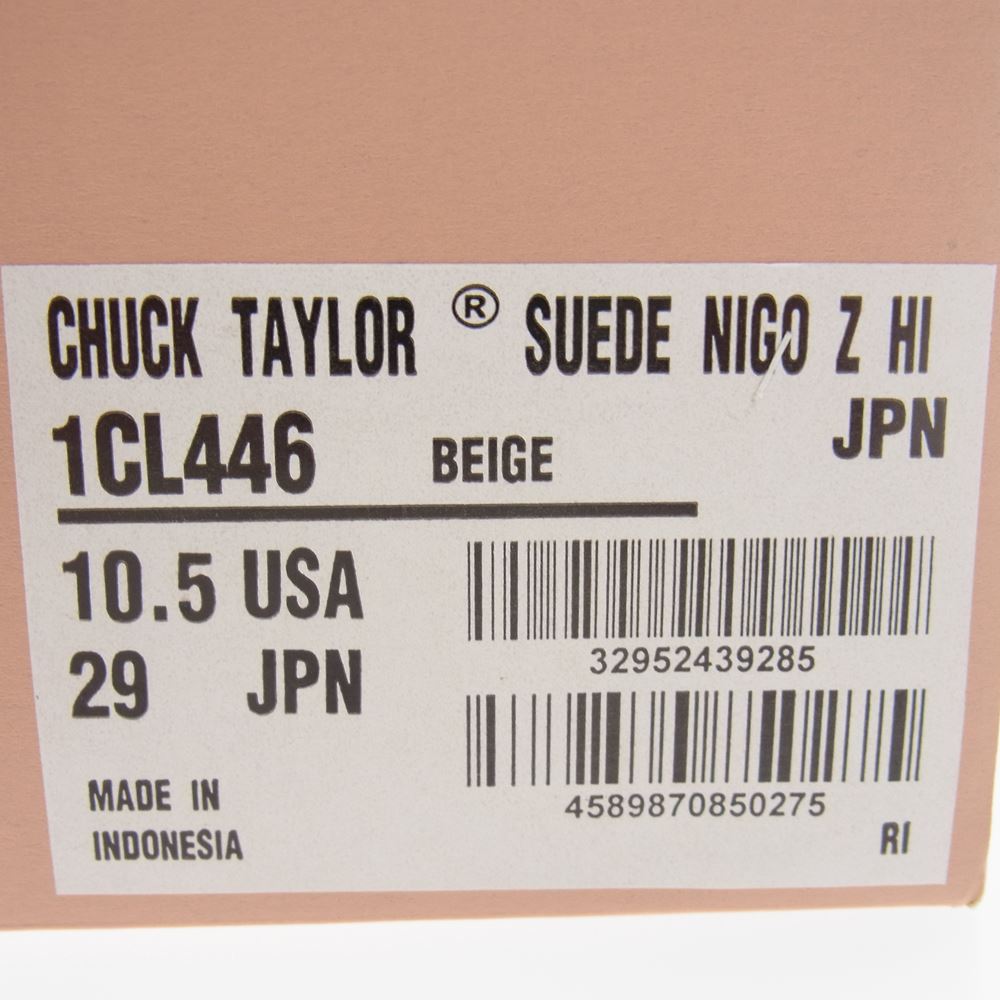 CHUCK TAYLOR ® SUEDE NIGO Z HI
1CL446 BEIGE JPN
10.5 USA
29 JPN
32952439285
4589870850275
MADE IN
INDONESIA
RI